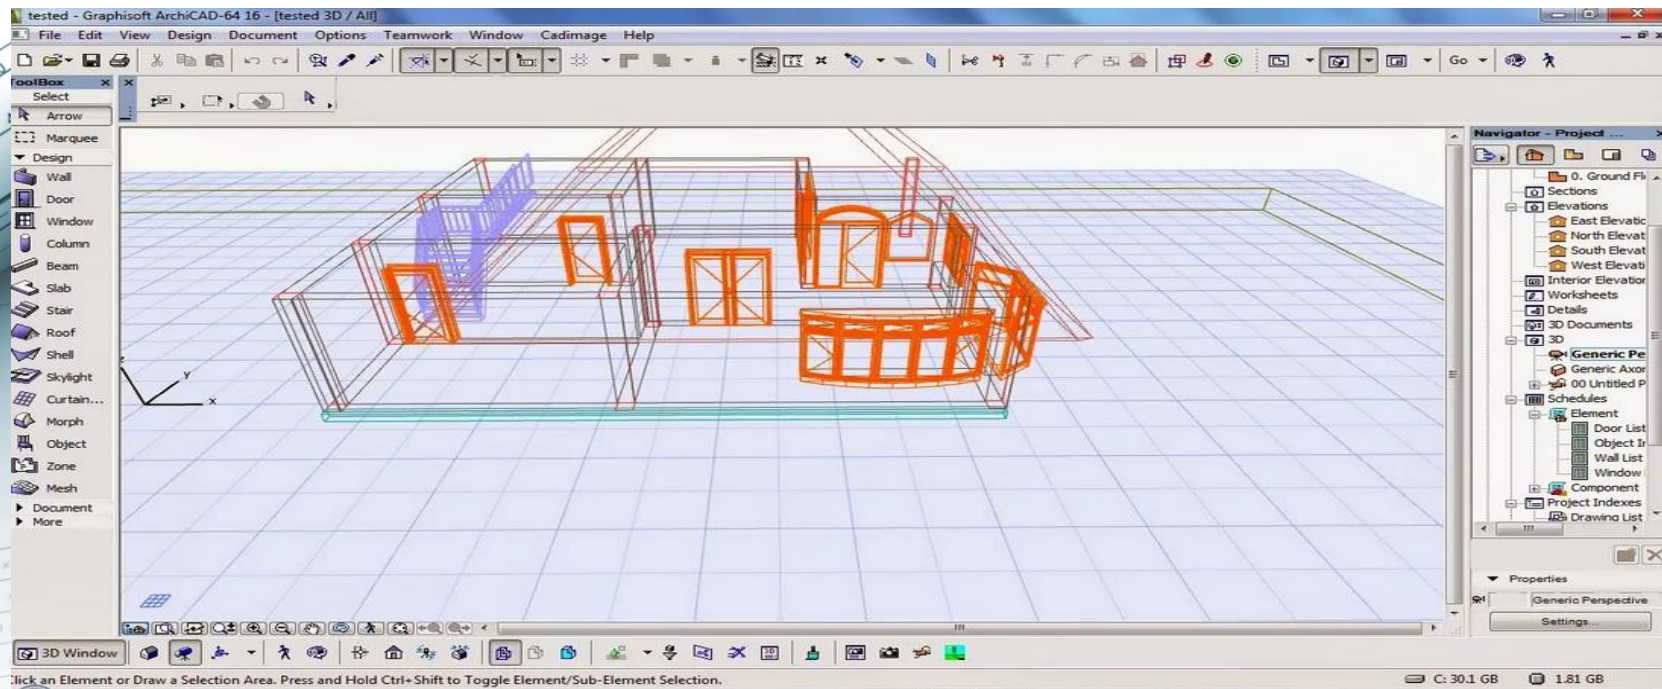 tested - Graphisoft ArchiCAD-64 16 - [tested 3D / All]
File Edit View Design Document Options Teamwork Window Cadimage Help
Go
ToolBox
Select
Arrow
Marquee
Design
Wall
Door
Window
Column
Beam
Slab
Stair
Roof
Shell
Skylight
Curtain...
Morph
Object
Zone
Mesh
Document
More
y
x
Navigator - Project ...
0. Ground Fl
Sections
Elevations
East Elevatic
North Elevat
South Elevat
West Elevati
Interior Elevation
Worksheets
Details
3D Documents
3D
Generic Pe
Generic Axor
00 Untitled P
Schedules
Element
Door List
Object Ir
Wall List
Window
Component
Project Indexes
Drawing List
Properties
Generic Perspective
Settings...
3D Window
Click an Element or Draw a Selection Area. Press and Hold Ctrl+Shift to Toggle Element/Sub-Element Selection.
C: 30.1 GB 1.81 GB